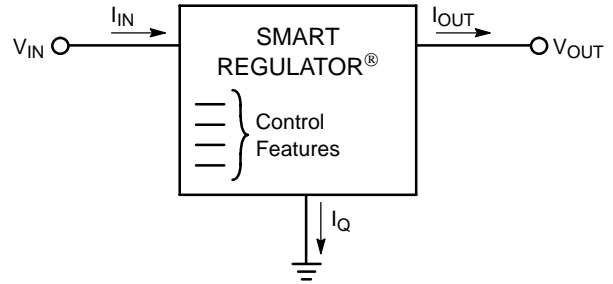 I_IN
I_OUT
V_IN
SMART
REGULATOR®
V_OUT
Control
Features
I_Q